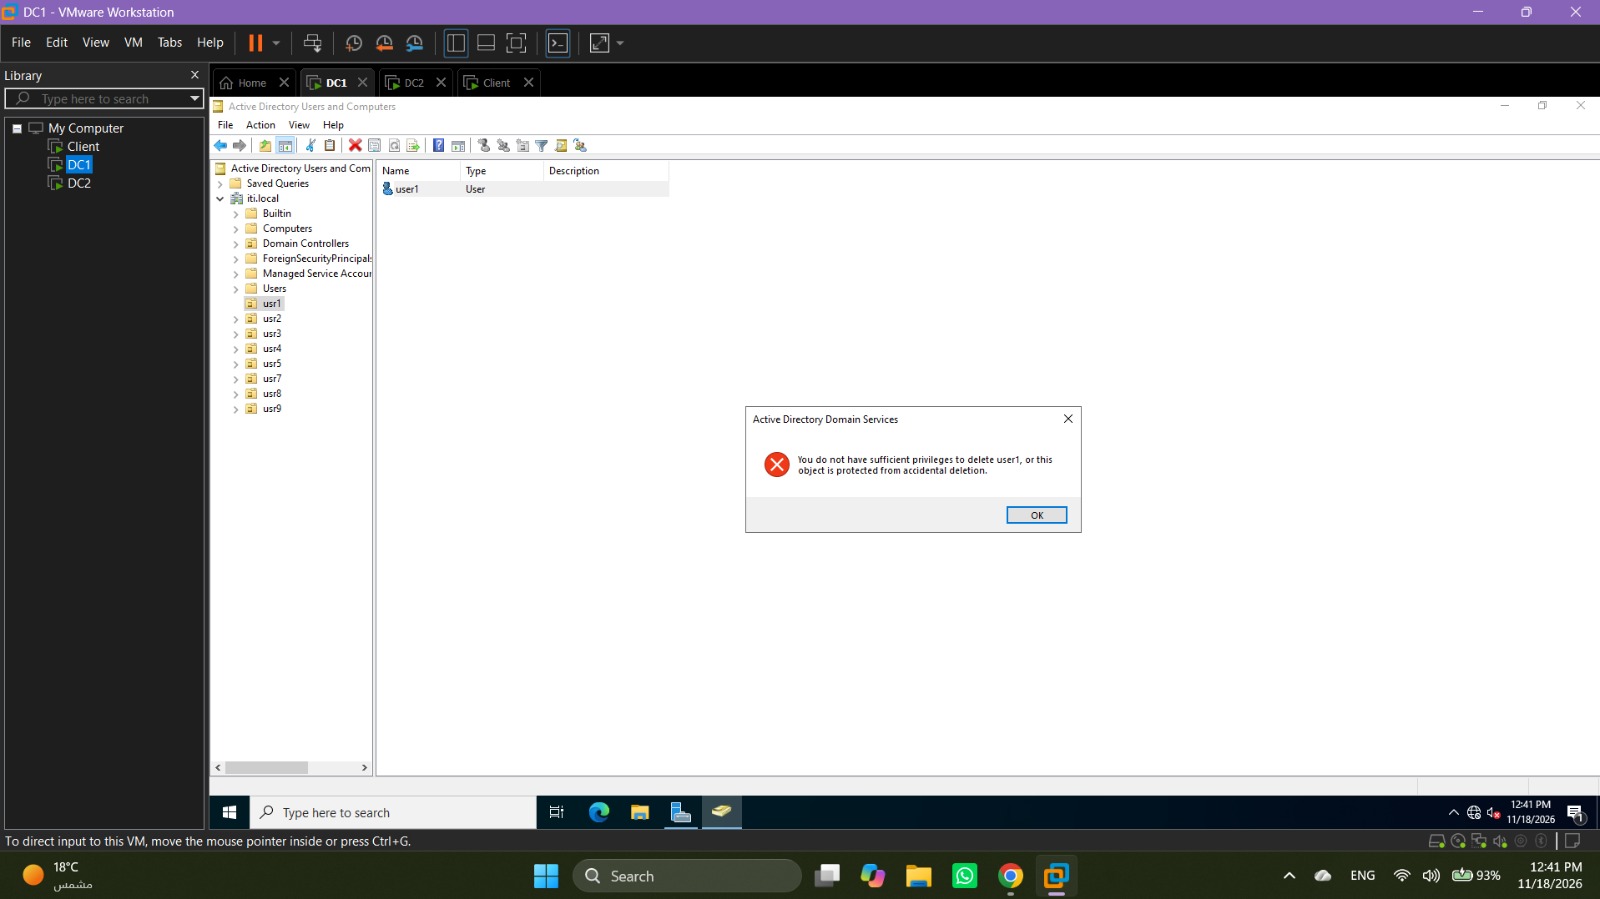 DC1 - VMware Workstation
File Edit View VM Tabs Help
Library
Type here to search
My Computer
Client
DC1
DC2
Home
DC1
DC2
Client
Active Directory Users and Computers
File Action View Help
Active Directory Users and Com
Saved Queries
iti.local
Builtin
Computers
Domain Controllers
ForeignSecurityPrincipals
Managed Service Accour
Users
usr1
usr2
usr3
usr4
usr5
usr7
usr8
usr9
Name Type Description
user1 User
Active Directory Domain Services
You do not have sufficient privileges to delete user1, or this
object is protected from accidental deletion.
OK
Type here to search
12:41 PM
11/18/2026
1
To direct input to this VM, move the mouse pointer inside or press Ctrl+G.
18°C
مشمس
Search
ENG
93%
12:41 PM
11/18/2026